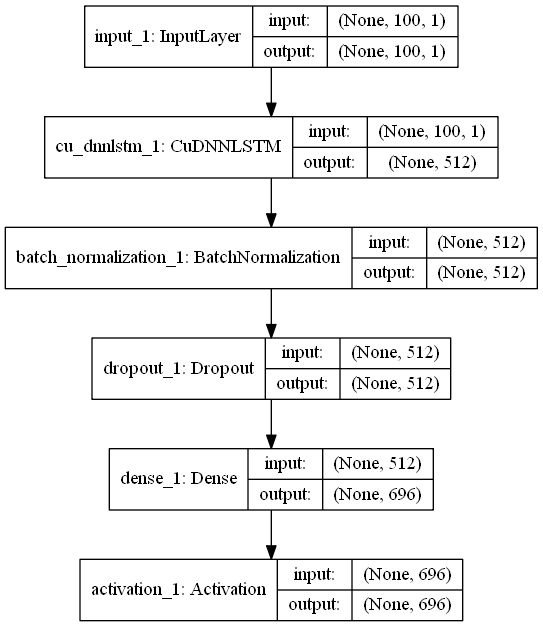 input_1: InputLayer
input: (None, 100, 1)
output: (None, 100, 1)
cu_dnnlstm_1: CuDNNLSTM
input: (None, 100, 1)
output: (None, 512)
batch_normalization_1: BatchNormalization
input: (None, 512)
output: (None, 512)
dropout_1: Dropout
input: (None, 512)
output: (None, 512)
dense_1: Dense
input: (None, 512)
output: (None, 696)
activation_1: Activation
input: (None, 696)
output: (None, 696)